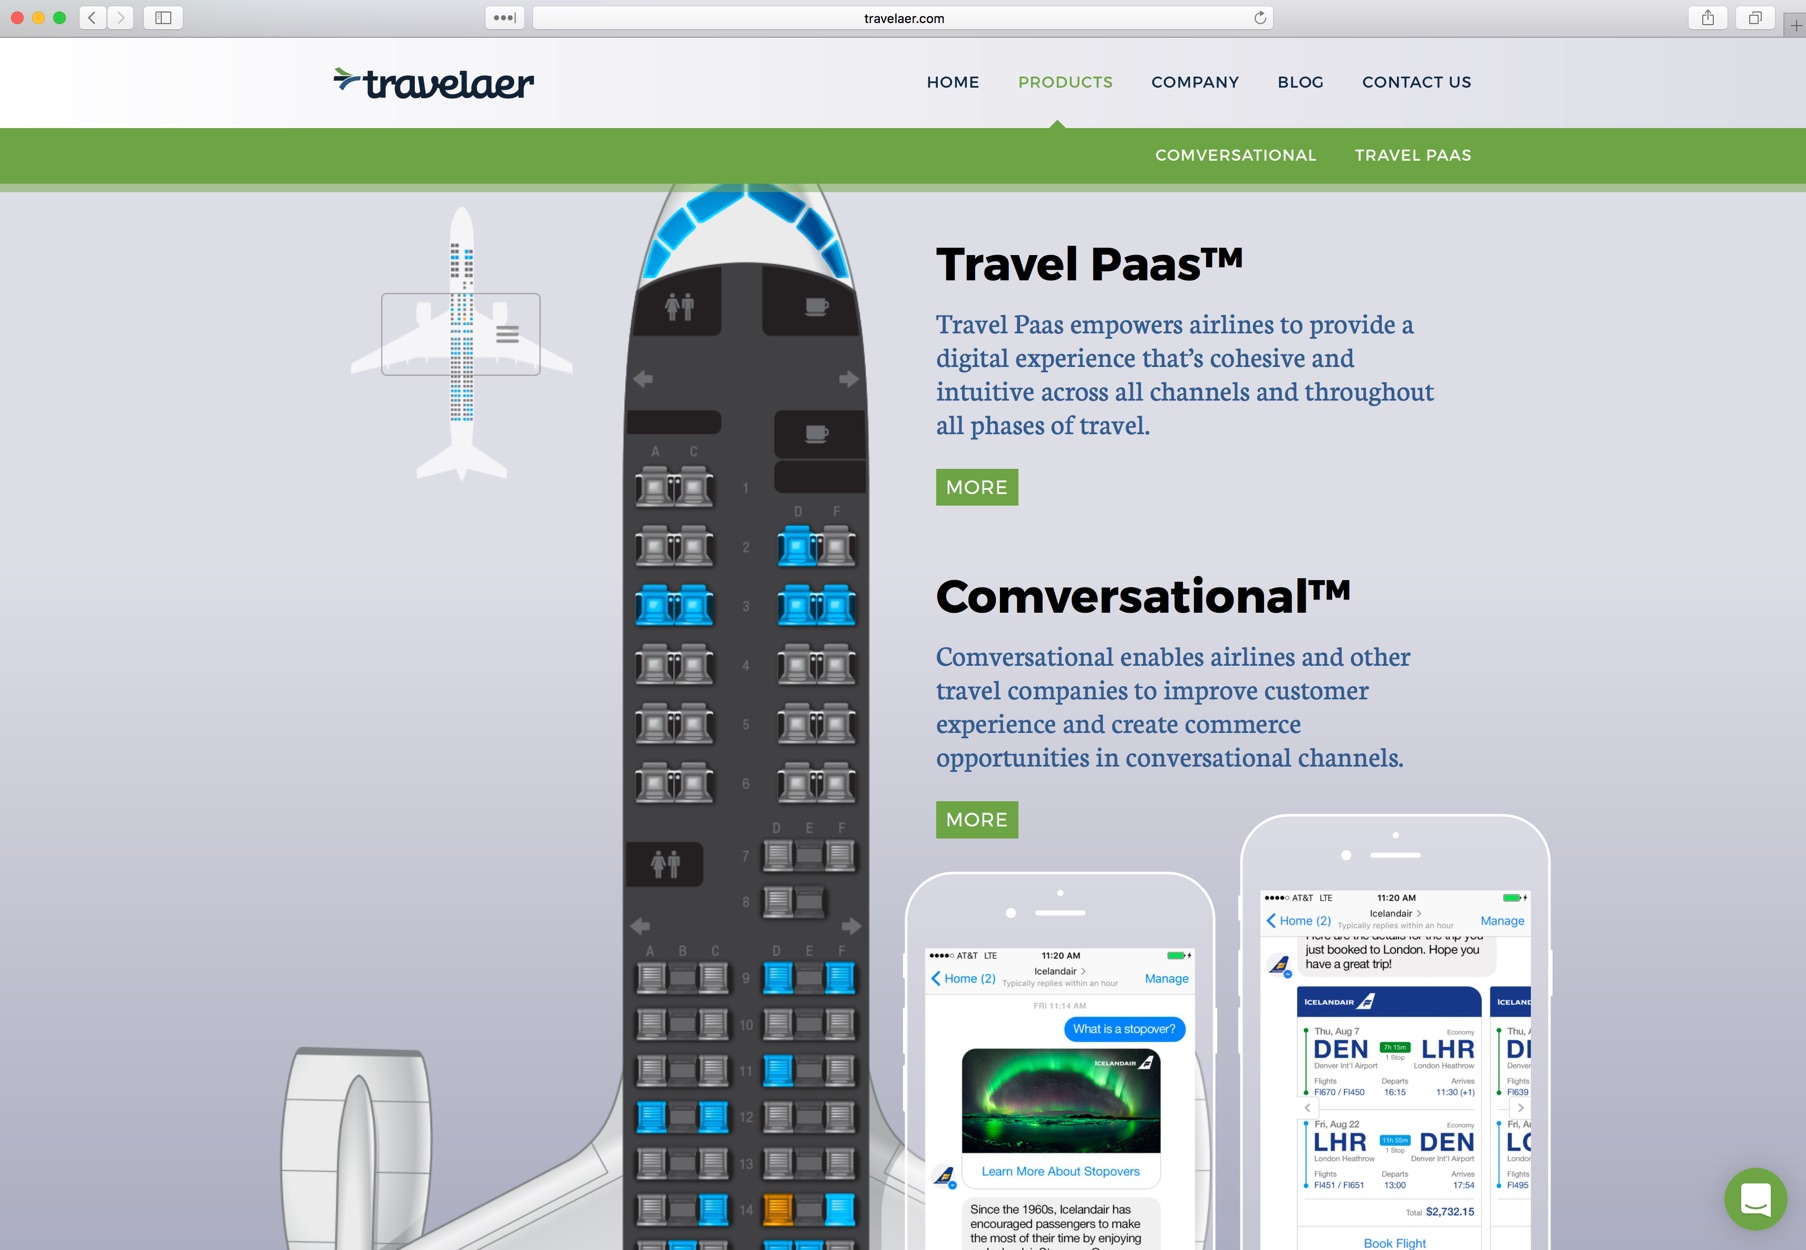 travelaer.com
travelaer
HOME PRODUCTS COMPANY BLOG CONTACT US
COMVERSATIONAL TRAVEL PAAS
Travel Paas™
Travel Paas empowers airlines to provide a
digital experience that’s cohesive and
intuitive across all channels and throughout
all phases of travel.
MORE
Comversational™
Comversational enables airlines and other
travel companies to improve customer
experience and create commerce
opportunities in conversational channels.
MORE
A C
1
D F
2
3
4
5
6
D E F
7
8
A B C D E F
9
10
11
12
13
14
AT&T LTE 11:20 AM
Home (2) Icelandair Manage
Typically replies within an hour
FRI 11:14 AM
What is a stopover?
ICELANDAIR
Learn More About Stopovers
Since the 1960s, Icelandair has
encouraged passengers to make
the most of their time by enjoying
AT&T LTE 11:20 AM
Home (2) Icelandair Manage
Typically replies within an hour
Here are the details for the trip you
just booked to London. Hope you
have a great trip!
ICELANDAIR ICELAND
Thu, Aug 7 Economy Thu, A
DEN 7h 15m LHR D
Denver Int'l Airport 1 Stop London Heathrow Denver
Flights Departs Arrives Flights
FI670 / FI450 16:15 11:30 (+1) FI639
Fri, Aug 22 Economy Fri, A
LHR 11h 55m DEN L
London Heathrow 1 Stop Denver Int'l Airport London
Flights Departs Arrives Flights
FI451 / FI651 13:00 17:54 FI495
Total $2,732.15
Book Flight